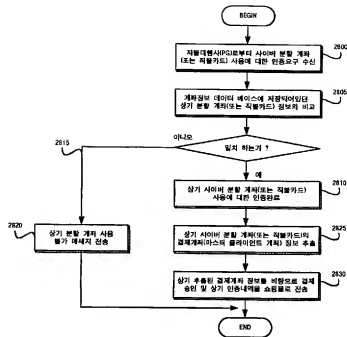 BEGIN
지불대행사(PG)로부터 사이버 분할 계좌
(또는 직불카드) 사용에 대한 인증요구 수신
2600
계좌정보 데이터 베이스에 저장되어있던
상기 분할 계좌(또는 직불카드) 정보와 비교
2605
일치 하는가 ?
아니오
2615
예
상기 사이버 분할 계좌(또는 직불카드)
사용에 대한 인증완료
2610
상기 분할 계좌 사용
불가 메세지 전송
2620
상기 사이버 분할 계좌(또는 직불카드)의
결제계좌(마스터 클라이언트 계좌) 정보 추출
2625
상기 추출된 결제계좌 정보를 바탕으로 결제
승인 및 상기 인증내역을 쇼핑몰로 전송
2630
END